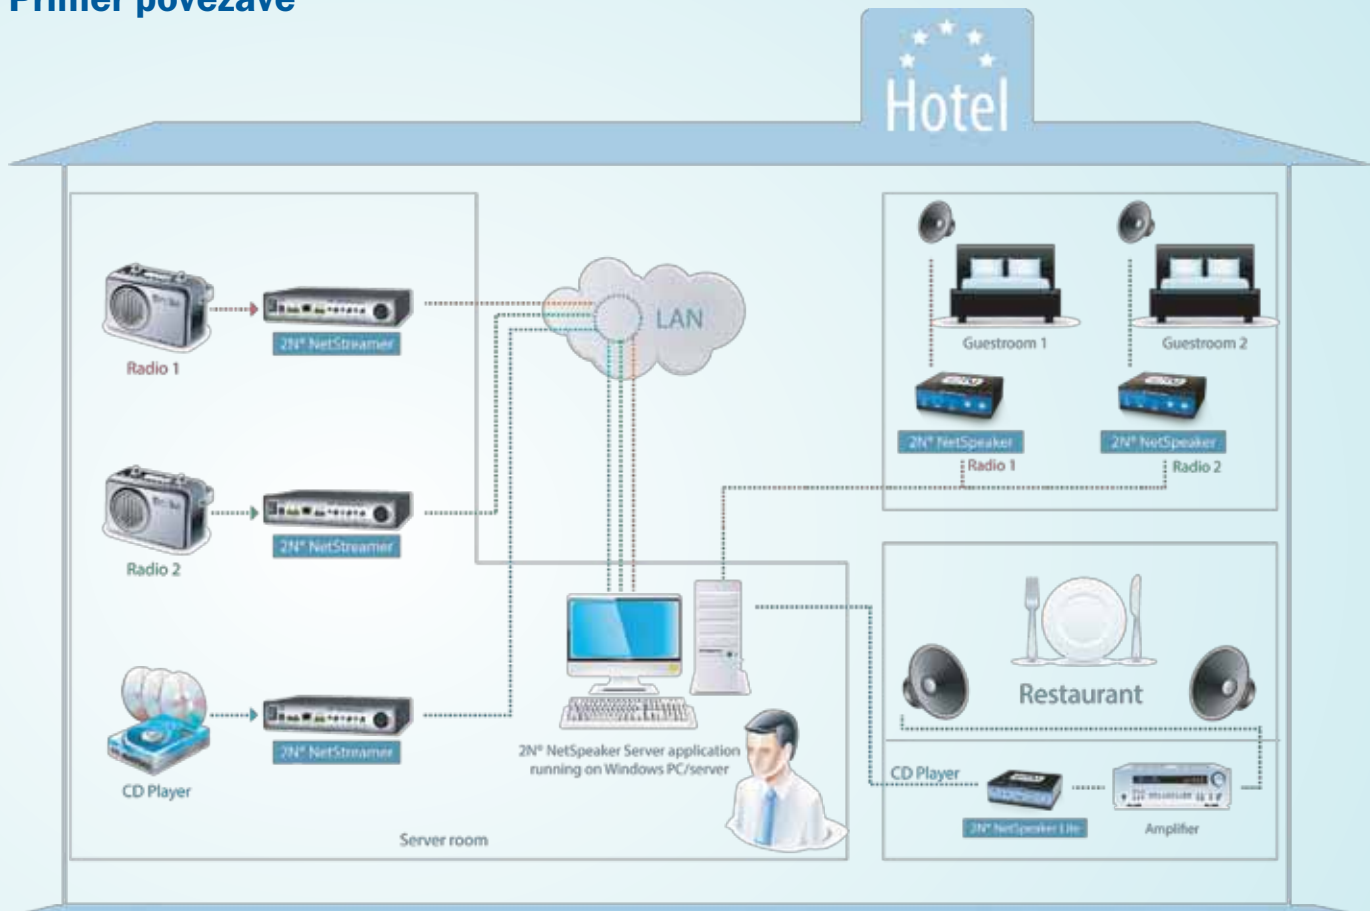 Primer povezave
Hotel
LAN
Radio 1
2N® NetStreamer
Radio 2
2N® NetStreamer
CD Player
2N® NetStreamer
2N® NetSpeaker Server application
running on Windows PC/server
Server room
Guestroom 1
Guestroom 2
2N® NetSpeaker
2N® NetSpeaker
Radio 1
Radio 2
Restaurant
CD Player
2N® NetSpeaker Lite
Amplifier